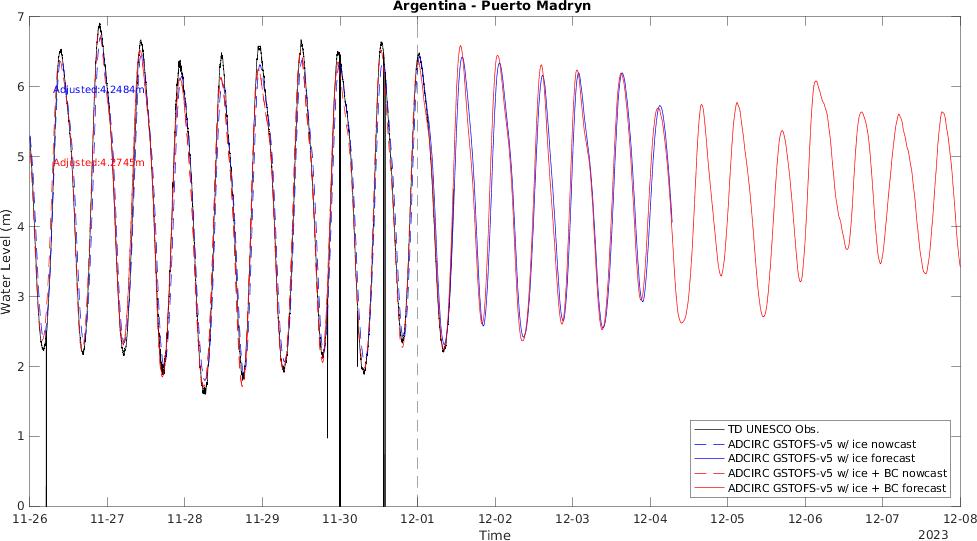 Argentina - Puerto Madryn
7
6
5
4
3
2
1
0
Water Level (m)
Adjusted:4.2484m
Adjusted:4.2745m
TD UNESCO Obs.
ADCIRC GSTOFS-v5 w/ ice nowcast
ADCIRC GSTOFS-v5 w/ ice forecast
ADCIRC GSTOFS-v5 w/ ice + BC nowcast
ADCIRC GSTOFS-v5 w/ ice + BC forecast
11-26 11-27 11-28 11-29 11-30 12-01 12-02 12-03 12-04 12-05 12-06 12-07 12-08
Time
2023